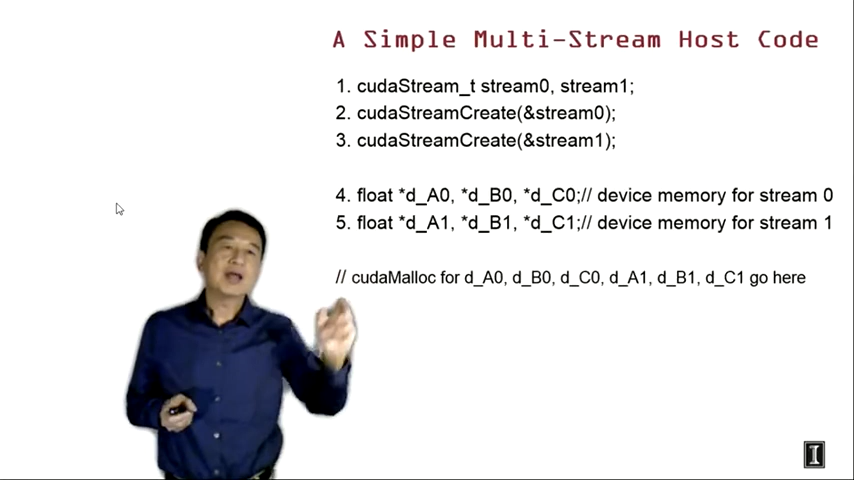 A Simple Multi-Stream Host Code
1. cudaStream_t stream0, stream1;
2. cudaStreamCreate(&stream0);
3. cudaStreamCreate(&stream1);
4. float *d_A0, *d_B0, *d_C0;// device memory for stream 0
5. float *d_A1, *d_B1, *d_C1;// device memory for stream 1
// cudaMalloc for d_A0, d_B0, d_C0, d_A1, d_B1, d_C1 go here
I